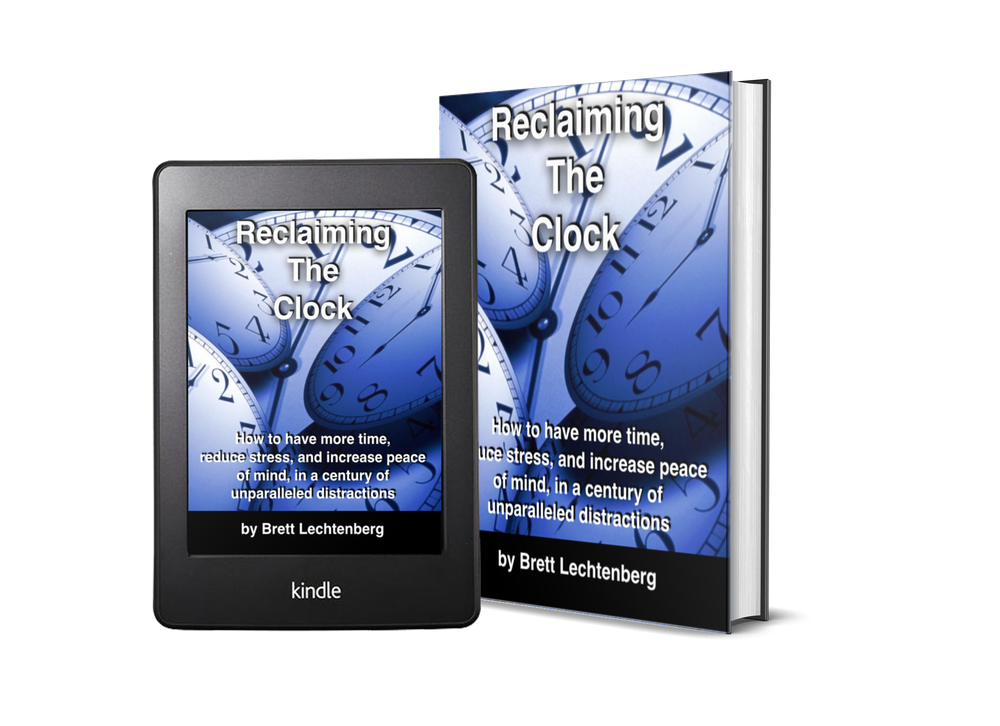 Reclaiming
The
Clock
How to have more time,
reduce stress, and increase peace
of mind, in a century of
unparalleled distractions
by Brett Lechtenberg
kindle
Reclaiming
The
Clock
How to have more time,
uce stress, and increase peace
of mind, in a century of
unparalleled distractions
by Brett Lechtenberg